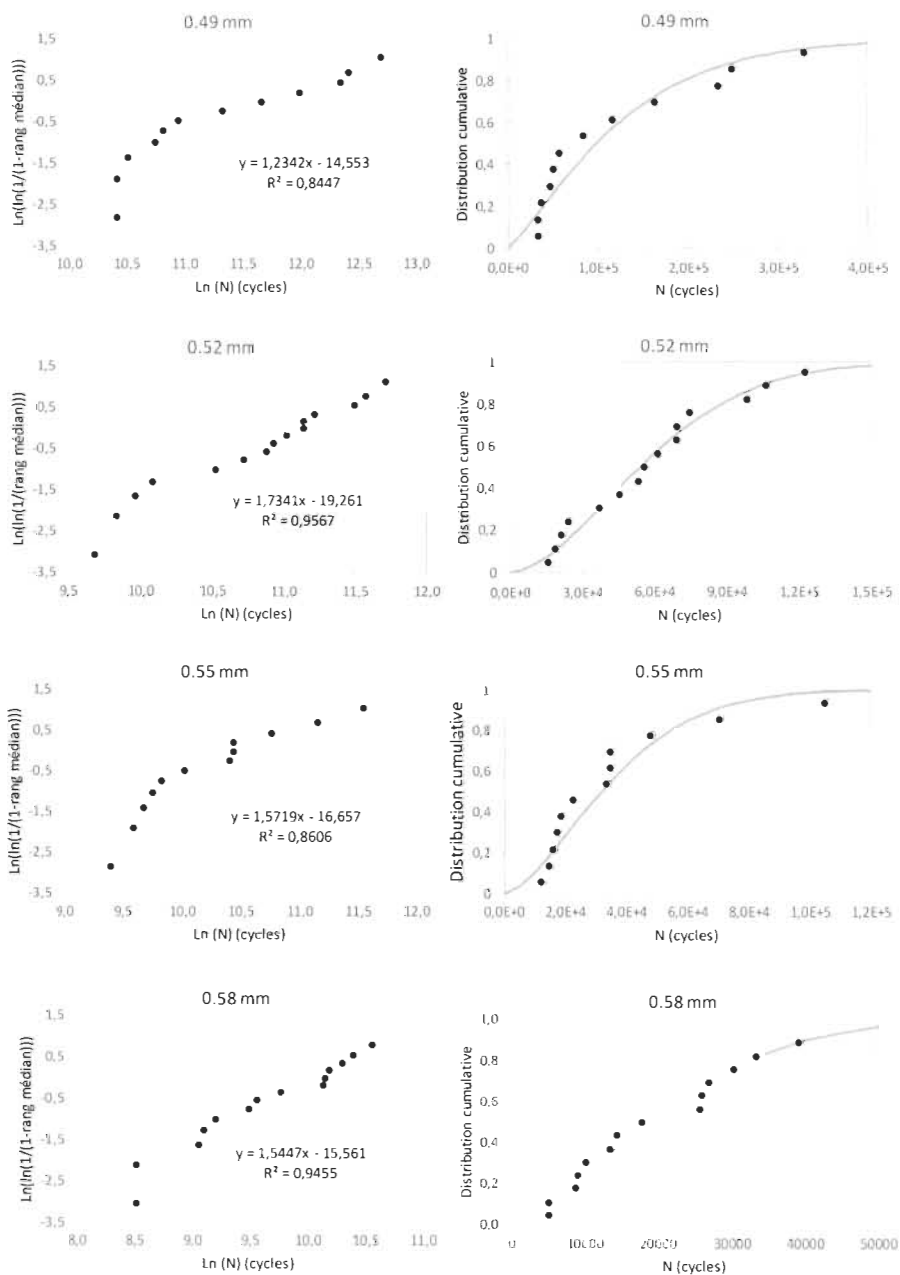 0.49 mm
1,5
0,5
-0,5
-1,5
-2,5
-3,5
Ln(ln(1/(1-rang médian)))
y = 1,2342x - 14,553
R² = 0,8447
10,0 10,5 11,0 11,5 12,0 12,5 13,0
Ln (N) (cycles)
0.49 mm
1
0,8
0,6
0,4
0,2
0
Distribution cumulative
0,0E+0 1,0E+5 2,0E+5 3,0E+5 4,0E+5
N (cycles)
0.52 mm
1,5
0,5
-0,5
-1,5
-2,5
-3,5
Ln(ln(1/(rang médian)))
y = 1,7341x - 19,261
R² = 0,9567
9,5 10,0 10,5 11,0 11,5 12,0
Ln (N) (cycles)
0.52 mm
1
0,8
0,6
0,4
0,2
0
Distribution cumulative
0,0E+0 3,0E+4 6,0E+4 9,0E+4 1,2E+5 1,5E+5
N (cycles)
0.55 mm
1,5
0,5
-0,5
-1,5
-2,5
-3,5
Ln(ln(1/(1-rang médian)))
y = 1,5719x - 16,657
R² = 0,8606
9,0 9,5 10,0 10,5 11,0 11,5 12,0
Ln (N) (cycles)
0.55 mm
1
0,8
0,6
0,4
0,2
0
Distribution cumulative
0,0E+0 2,0E+4 4,0E+4 6,0E+4 8,0E+4 1,0E+5 1,2E+5
N (cycles)
0.58 mm
1,5
0,5
-0,5
-1,5
-2,5
-3,5
Ln(ln(1/(1-rang médian)))
y = 1,5447x - 15,561
R² = 0,9455
8,0 8,5 9,0 9,5 10,0 10,5 11,0
Ln (N) (cycles)
0.58 mm
1,0
0,8
0,6
0,4
0,2
0.0
Distribution cumulative
0 10000 20000 30000 40000 50000
N (cycles)